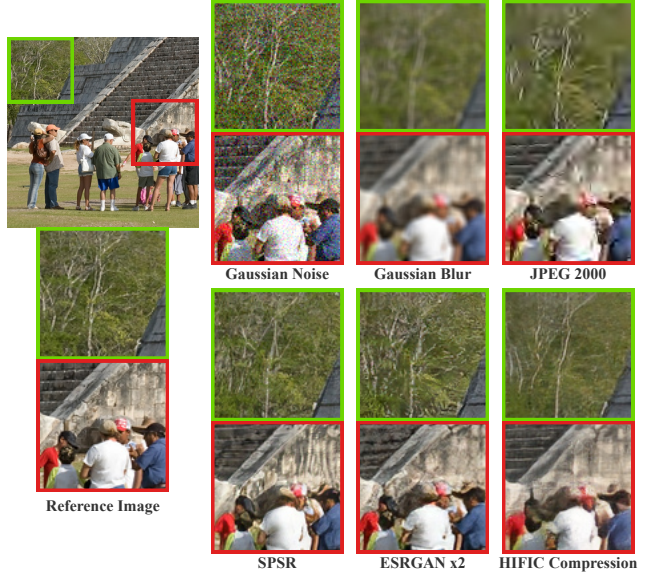 Gaussian Noise
Gaussian Blur
JPEG 2000
Reference Image
SPSR
ESRGAN x2
HIFIC Compression